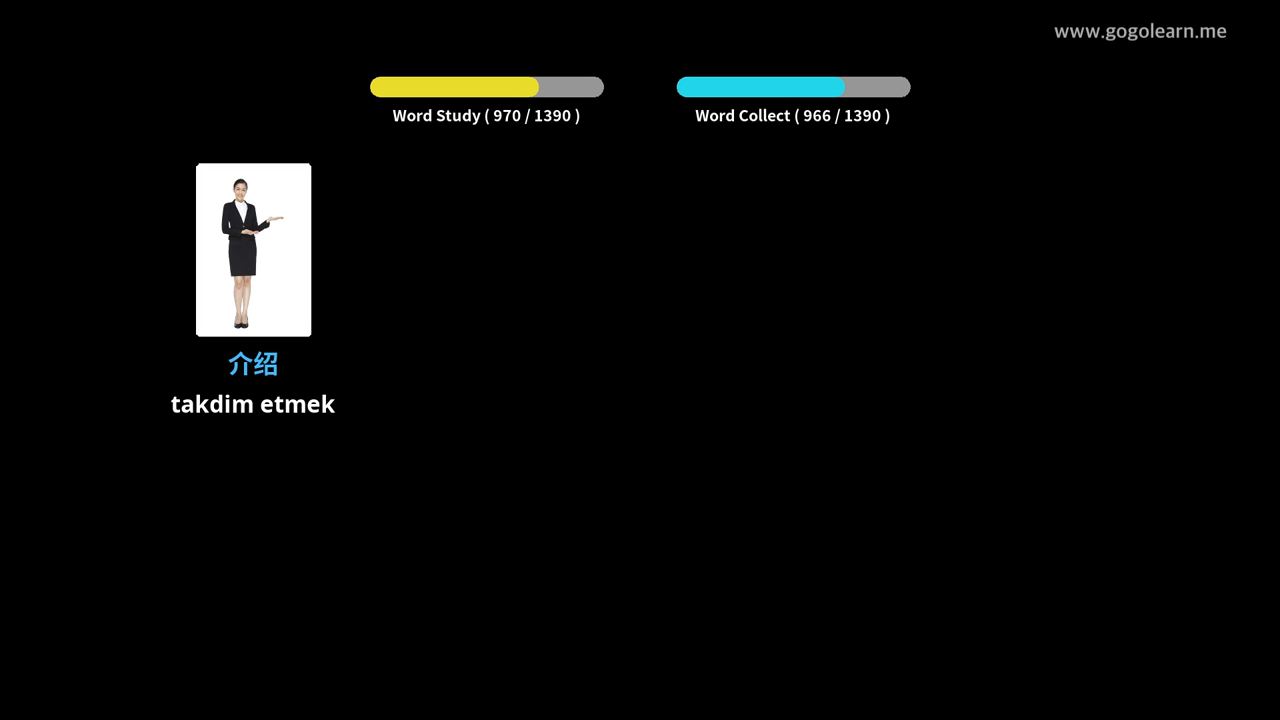 www.gogolearn.me
Word Study ( 970 / 1390 )
Word Collect ( 966 / 1390 )
介绍
takdim etmek